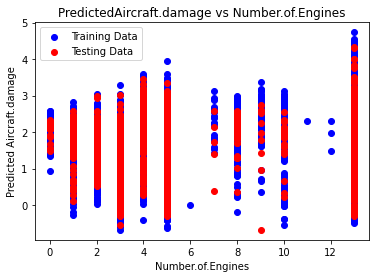 PredictedAircraft.damage vs Number.of.Engines
Training Data
Testing Data
Predicted Aircraft.damage
5
4
3
2
1
0
0 2 4 6 8 10 12
Number.of.Engines